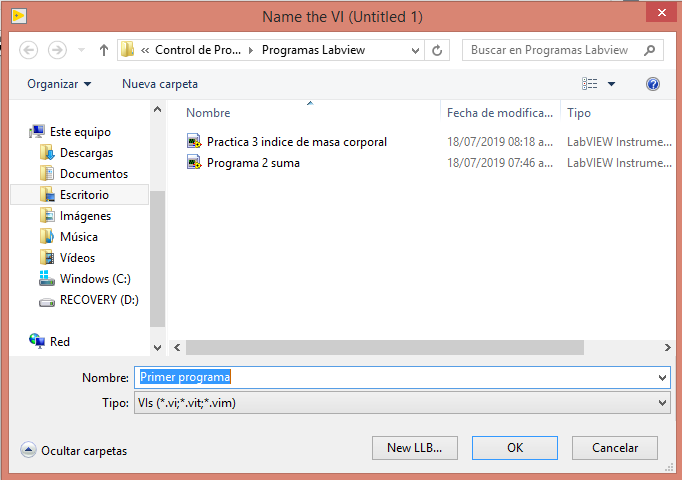 Name the VI (Untitled 1)
« Control de Pro... Programas Labview
Buscar en Programas Labview
Organizar Nueva carpeta
Nombre Fecha de modifica... Tipo
Este equipo
Descargas
Documentos
Escritorio
Imágenes
Música
Vídeos
Windows (C:)
RECOVERY (D:)
Red
Practica 3 indice de masa corporal 18/07/2019 08:18 a... LabVIEW Instrume...
Programa 2 suma 18/07/2019 07:46 a... LabVIEW Instrume...
Nombre: Primer programa
Tipo: VIs (*.vi;*.vit;*.vim)
Ocultar carpetas New LLB... OK Cancelar